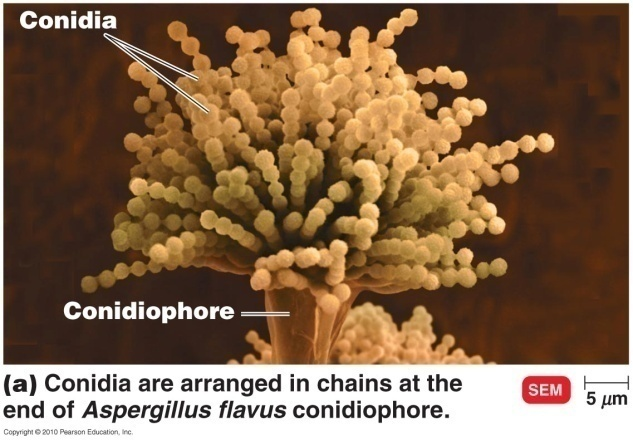 Conidia
Conidiophore
(a) Conidia are arranged in chains at the
end of Aspergillus flavus conidiophore.
SEM
5 μm
Copyright © 2010 Pearson Education, Inc.